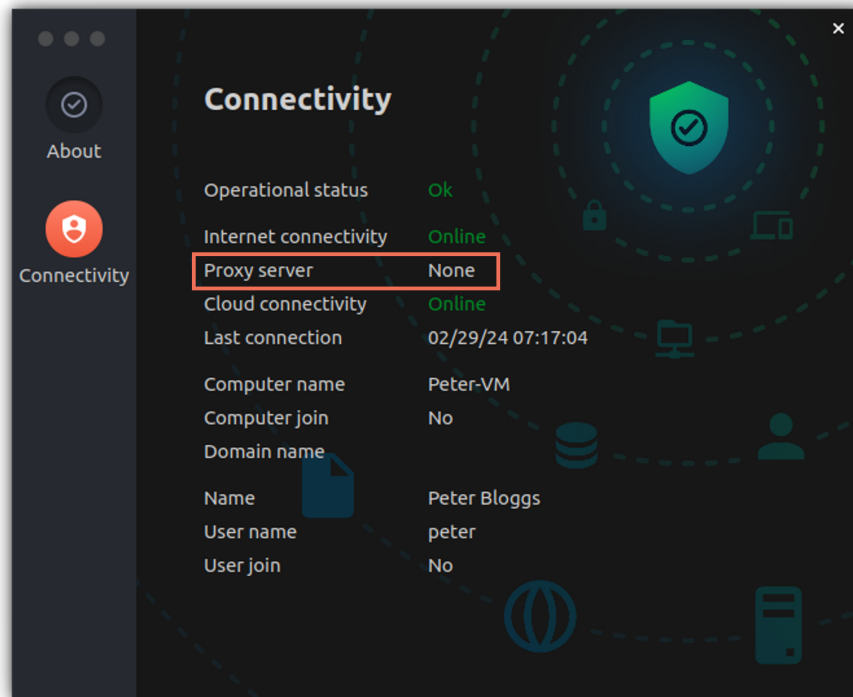 About
Connectivity
Connectivity
Operational status Ok
Internet connectivity Online
Proxy server None
Cloud connectivity Online
Last connection 02/29/24 07:17:04
Computer name Peter-VM
Computer join No
Domain name
Name Peter Bloggs
User name peter
User join No